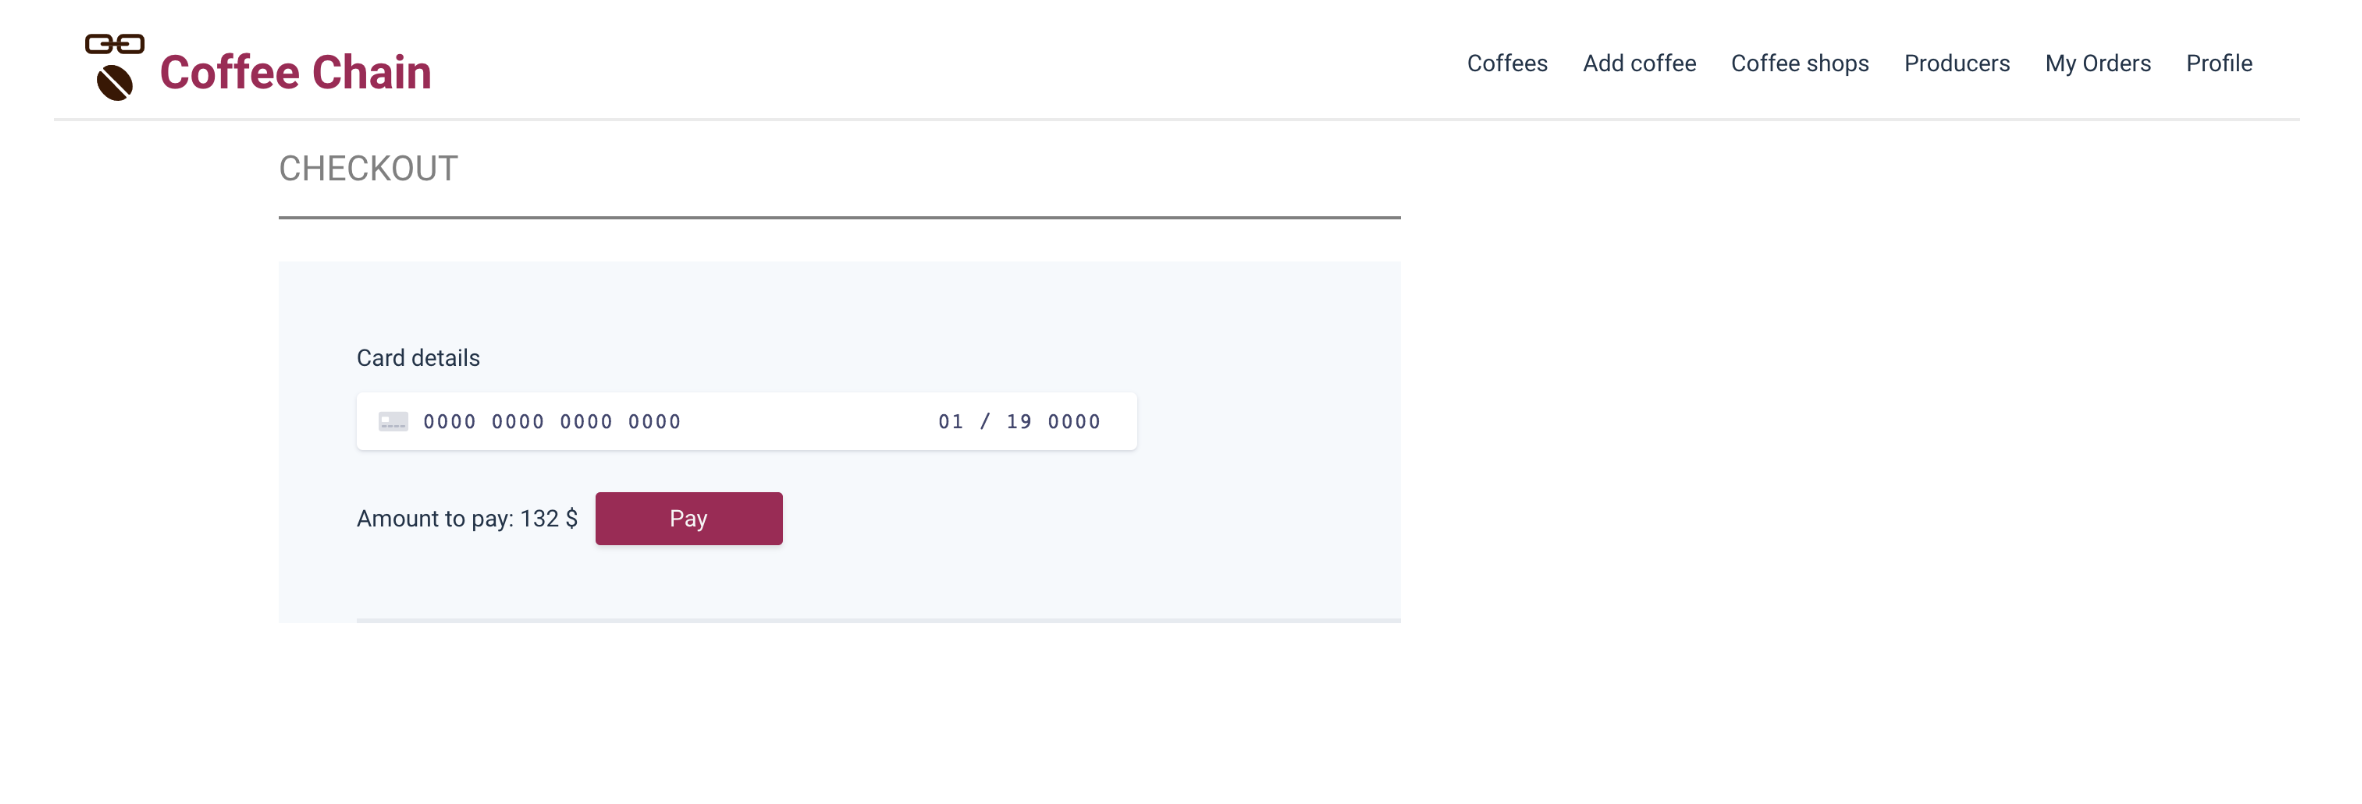 Coffee Chain
Coffees Add coffee Coffee shops Producers My Orders Profile
CHECKOUT
Card details
0000 0000 0000 0000 01 / 19 0000
Amount to pay: 132 $ Pay